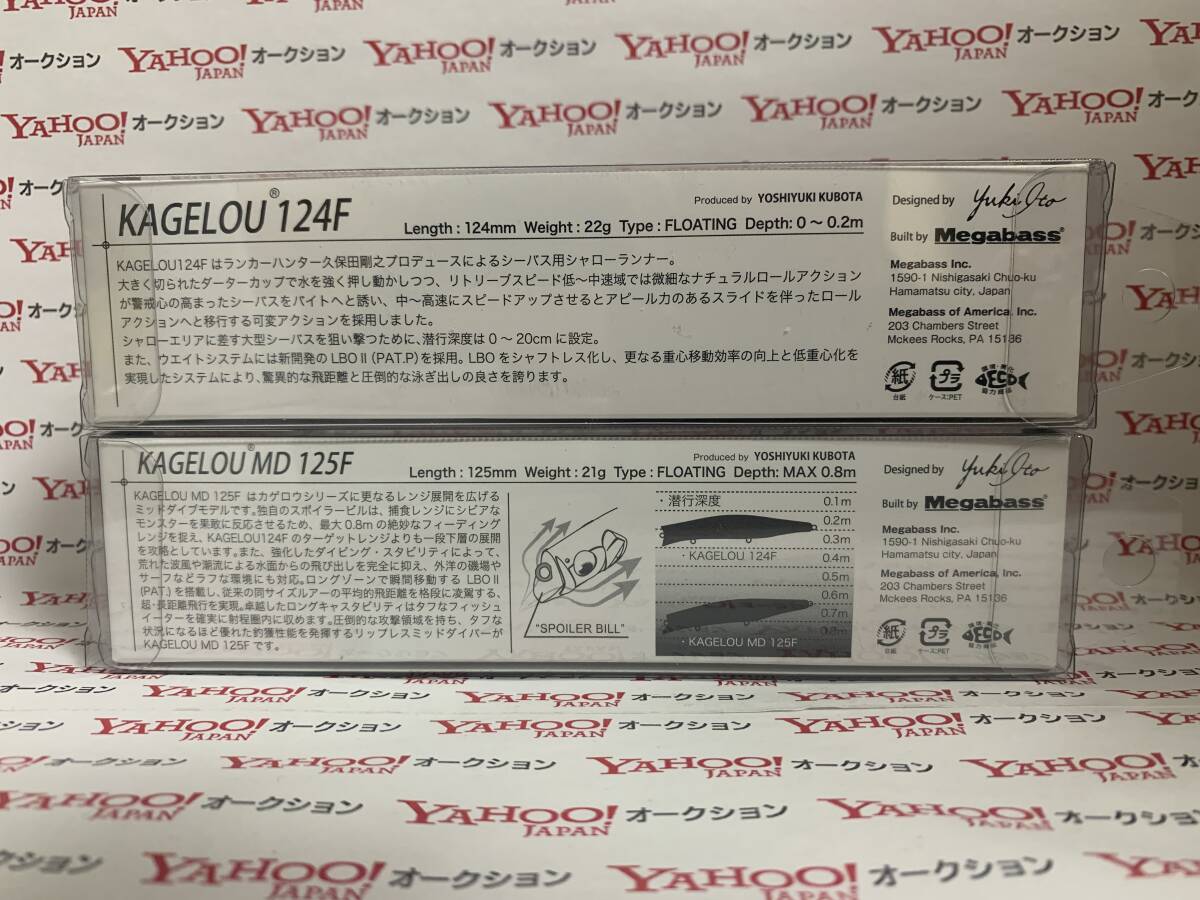 YAHOO! オークション
JAPAN
KAGELOU® 124F
Produced by YOSHIYUKI KUBOTA
Length : 124mm Weight : 22g Type : FLOATING Depth: 0 ～ 0.2m
KAGELOU124F はランカーハンター久保田剛之プロデュースによるシーバス用シャローランナー。
大きく切られたダーターカップで水を強く押し動かしつつ、リトリーブスピード低～中速域では微細なナチュラルロールアクション
が警戒心の高まったシーバスをバイトへと誘い、中～高速にスピードアップさせるとアピール力のあるスライドを伴ったロール
アクションへと移行する可変アクションを採用しました。
シャローエリアに差す大型シーバスを狙い撃つために、潜行深度は 0 ～ 20cm に設定。
また、ウエイトシステムには新開発の LBO II (PAT.P) を採用。LBO をシャフトレス化し、更なる重心移動効率の向上と低重心化を
実現したシステムにより、驚異的な飛距離と圧倒的な泳ぎ出しの良さを誇ります。
Designed by Yuki Ito
Built by Megabass®
Megabass Inc.
1590-1 Nishigasaki Chuo-ku
Hamamatsu city, Japan
Megabass of America, Inc.
203 Chambers Street
Mckees Rocks, PA 15136
紙
台紙
プラ
ケース:PET
環境・美化
ECO
協力商品
KAGELOU® MD 125F
Produced by YOSHIYUKI KUBOTA
Length : 125mm Weight : 21g Type : FLOATING Depth: MAX 0.8m
KAGELOU MD 125F はカゲロウシリーズに更なるレンジ展開を広げる
ミッドダイブモデルです。独自のスポイラービルは、捕食レンジにシビアな
モンスターを果敢に反応させるため、最大 0.8m の絶妙なフィーディング
レンジを捉え、KAGELOU124F のターゲットレンジよりも一段下層の展開
を攻略としています。また、強化したダイビング・スタビリティによって、
荒れた波風や潮流による水面からの飛び出しを完全に抑え、外洋の磯場や
サーフなどラフな環境にも対応。ロングゾーンで瞬間移動する LBO II
(PAT.) を搭載し、従来の同サイズルアーの平均的飛距離を格段に凌駕する、
超・長距離飛行を実現。卓越したロングキャスタビリティはタフなフィッシュ
イーターを確実に射程圏内に収めます。圧倒的な攻撃領域を持ち、タフな
状況になるほど優れた釣獲性能を発揮するリップレスミッドダイバーが
KAGELOU MD 125F です。
"SPOILER BILL"
・潜行深度
0.1m
0.2m
0.3m
・KAGELOU 124F
0.4m
0.5m
0.6m
0.7m
0.8m
・KAGELOU MD 125F
Designed by Yuki Ito
Built by Megabass®
Megabass Inc.
1590-1 Nishigasaki Chuo-ku
Hamamatsu city, Japan
Megabass of America, Inc.
203 Chambers Street
Mckees Rocks, PA 15136
紙
台紙
プラ
ケース:PET
環境・美化
ECO
協力商品